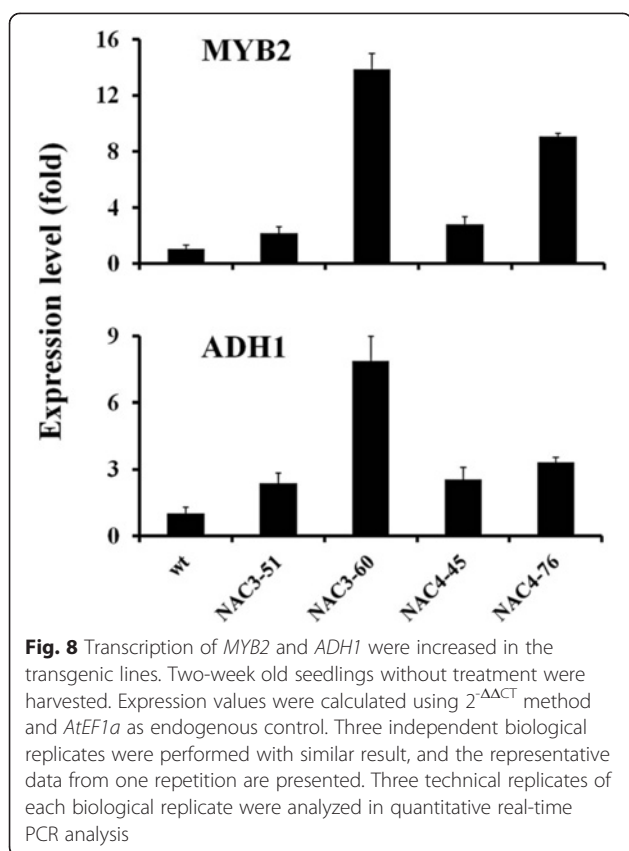 MYB2
16
12
8
4
0
Expression level (fold)
ADH1
9
6
3
0
wt
NAC3-51
NAC3-60
NAC4-45
NAC4-76
Fig. 8 Transcription of MYB2 and ADH1 were increased in the
transgenic lines. Two-week old seedlings without treatment were
harvested. Expression values were calculated using 2^-ΔΔCT method
and AtEF1a as endogenous control. Three independent biological
replicates were performed with similar result, and the representative
data from one repetition are presented. Three technical replicates of
each biological replicate were analyzed in quantitative real-time
PCR analysis